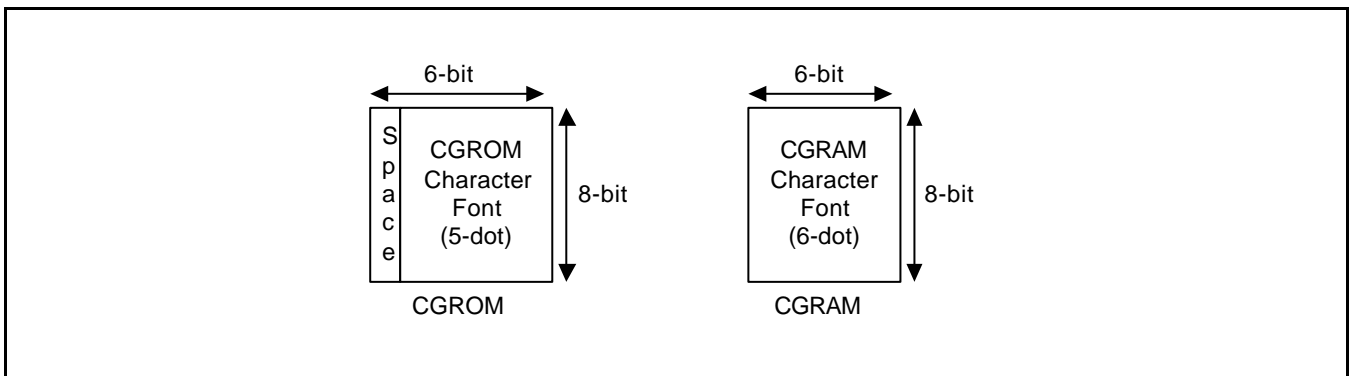 6-bit
Space
CGROM
Character
Font
(5-dot)
8-bit
CGROM
6-bit
CGRAM
Character
Font
(6-dot)
8-bit
CGRAM